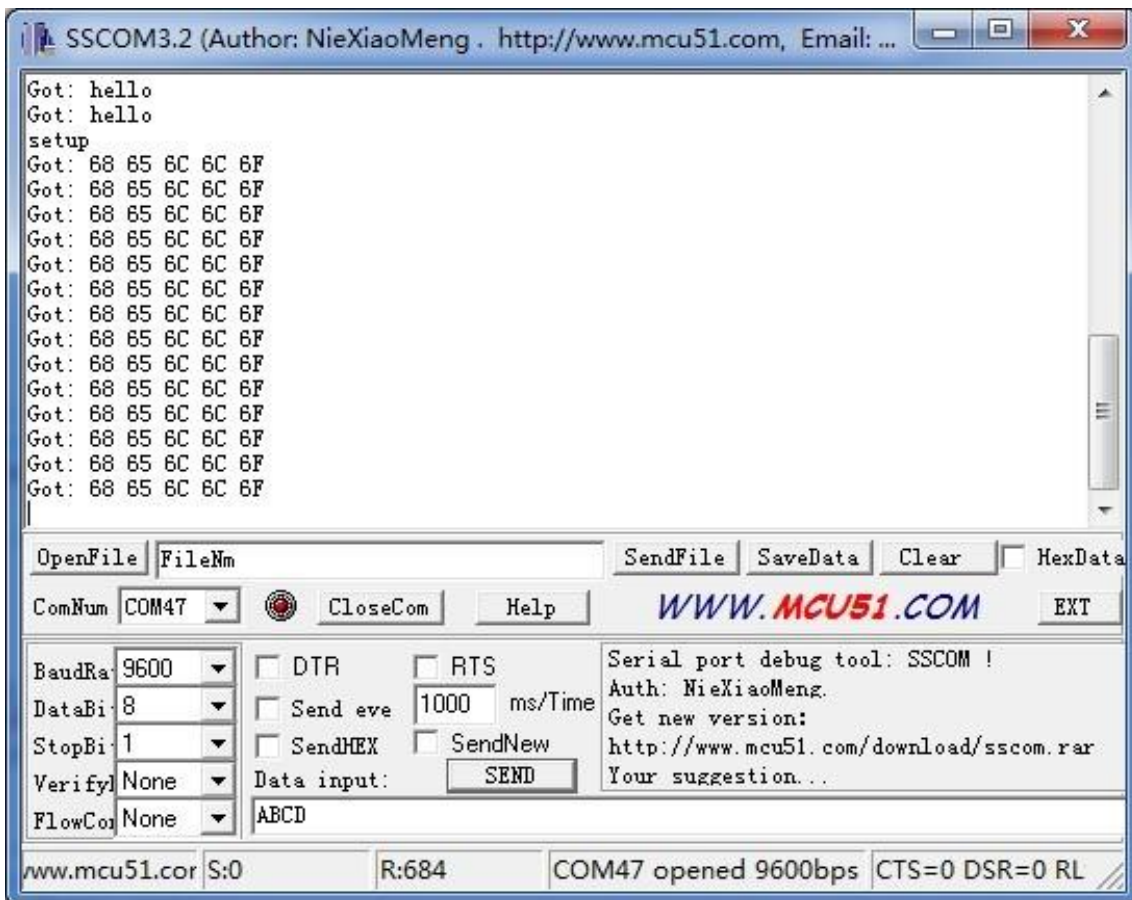 SSCOM3.2 (Author: NieXiaoMeng . http://www.mcu51.com, Email: ...
Got: hello
Got: hello
setup
Got: 68 65 6C 6C 6F
Got: 68 65 6C 6C 6F
Got: 68 65 6C 6C 6F
Got: 68 65 6C 6C 6F
Got: 68 65 6C 6C 6F
Got: 68 65 6C 6C 6F
Got: 68 65 6C 6C 6F
Got: 68 65 6C 6C 6F
Got: 68 65 6C 6C 6F
Got: 68 65 6C 6C 6F
Got: 68 65 6C 6C 6F
Got: 68 65 6C 6C 6F
Got: 68 65 6C 6C 6F
Got: 68 65 6C 6C 6F
OpenFile FileNm SendFile SaveData Clear HexData
ComNum COM47 CloseCom Help WWW.MCU51.COM EXT
BaudRa 9600 DTR RTS
DataBi 8 Send eve 1000 ms/Time
StopBi 1 SendHEX SendNew
Verify None Data input: SEND
FlowCo None ABCD
Serial port debug tool: SSCOM !
Auth: NieXiaoMeng.
Get new version:
http://www.mcu51.com/download/sscom.rar
Your suggestion...
www.mcu51.cor S:0 R:684 COM47 opened 9600bps CTS=0 DSR=0 RL